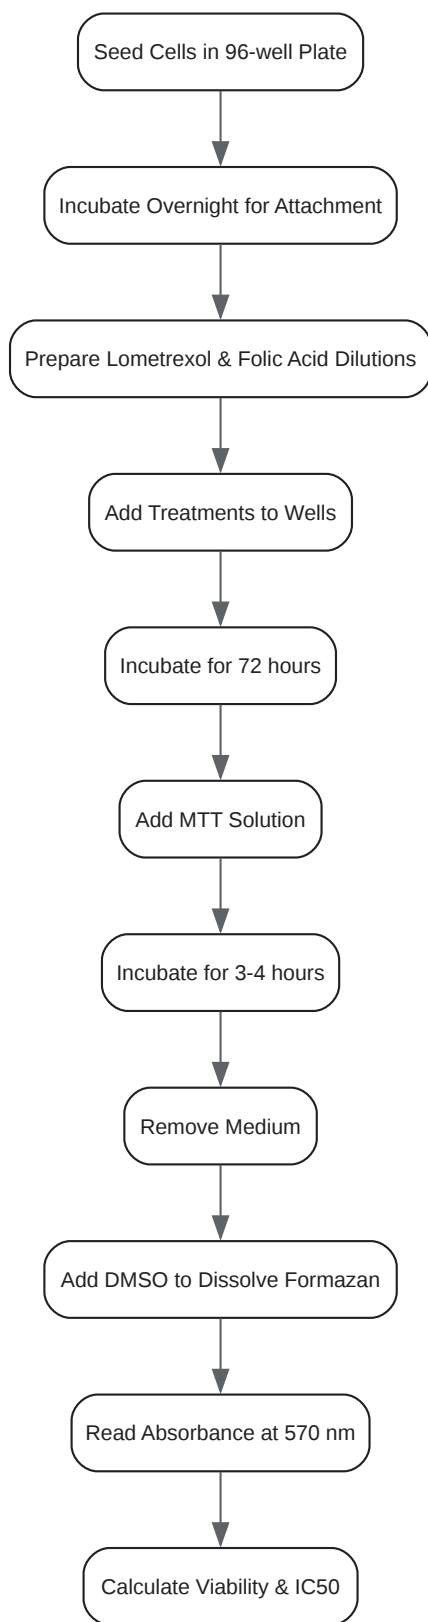 Seed Cells in 96-well Plate
Incubate Overnight for Attachment
Prepare Lometrexol & Folic Acid Dilutions
Add Treatments to Wells
Incubate for 72 hours
Add MTT Solution
Incubate for 3-4 hours
Remove Medium
Add DMSO to Dissolve Formazan
Read Absorbance at 570 nm
Calculate Viability & IC50